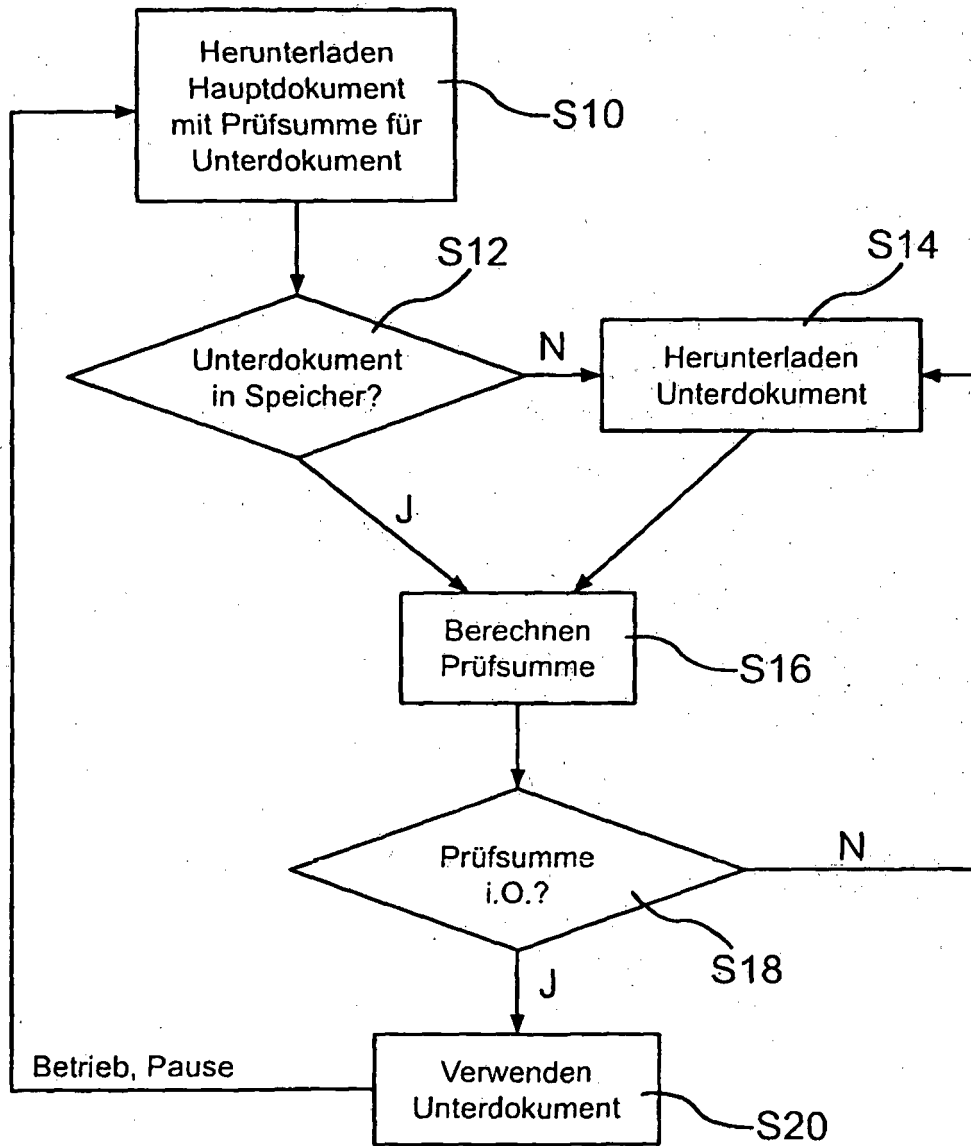 Herunterladen
Hauptdokument
mit Prüfsumme für
Unterdokument
S10
S12
Unterdokument
in Speicher?
N
S14
Herunterladen
Unterdokument
J
Berechnen
Prüfsumme
S16
Prüfsumme
i.O.?
N
S18
J
Betrieb, Pause
Verwenden
Unterdokument
S20